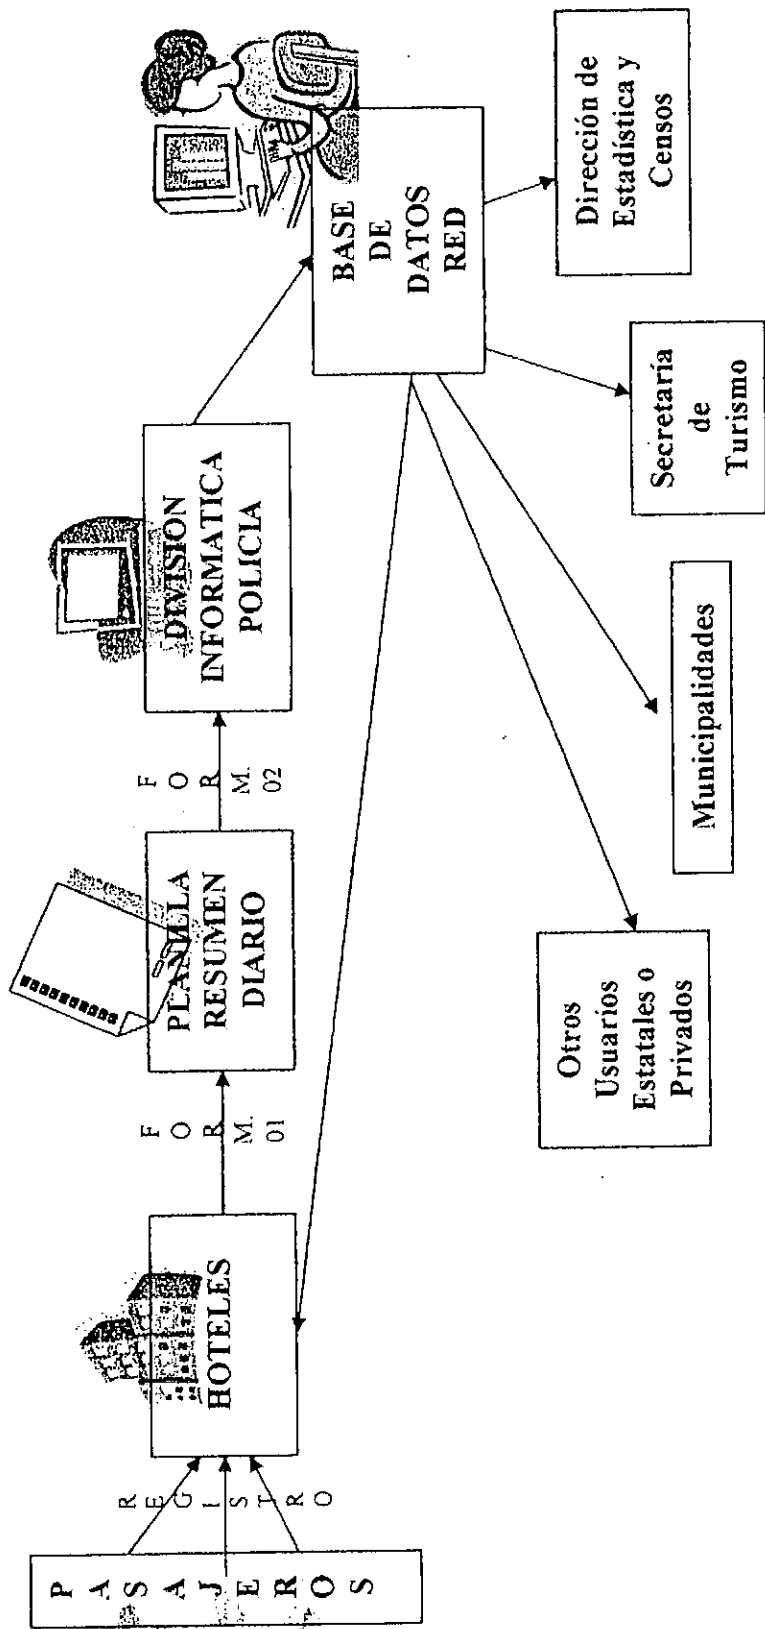 PASAJEROS
REGISTRO
HOTELES
FORM.
01
PLANILLA
RESUMEN
DIARIO
FORM.
02
DIVISION
INFORMATICA
POLICIA
BASE
DE
DATOS
RED
Otros
Usuarios
Estatales o
Privados
Municipalidades
Secretaría
de
Turismo
Dirección de
Estadística y
Censos